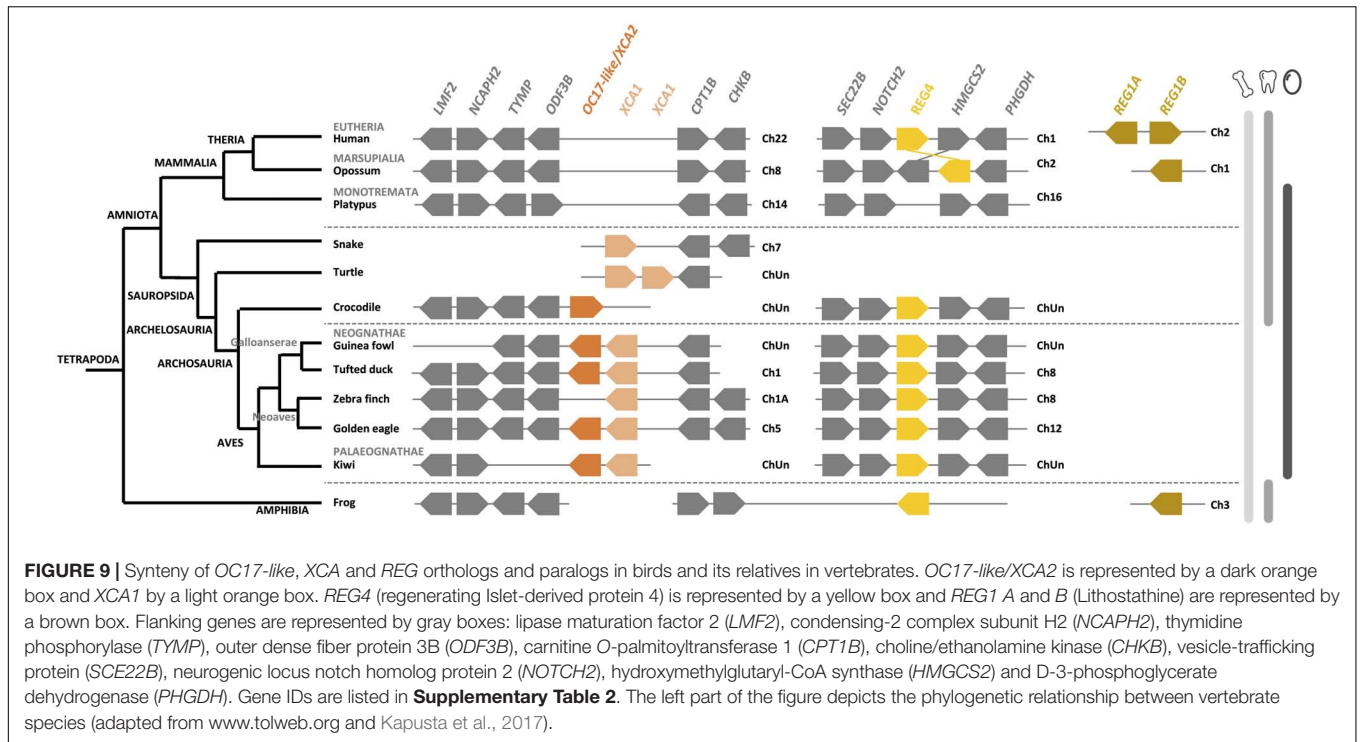 LMF2 NCAPH2 TYMP ODF3B OC17-like/XCA2 XCA1 XCA1 CPT1B CHKB SEC22B NOTCH2 REG4 HMGCS2 PHGDH REG1A REG1B
EUTHERIA
THERIA Human Ch22 Ch1 Ch2
MAMMALIA MARSUPIALIA
Opossum Ch8 Ch2 Ch1
MONOTREMATA
Platypus Ch14 Ch16
AMNIOTA
Snake Ch7
Turtle ChUn
SAUROPSIDA
Crocodile ChUn ChUn
ARCHELOSAURIA
NEOGNATHAE
Galloanserae Guinea fowl ChUn ChUn
TETRAPODA ARCHOSAURIA
Tufted duck Ch1 Ch8
Zebra finch Ch1A Ch8
Neoaves
Golden eagle Ch5 Ch12
AVES
PALAEOGNATHAE
Kiwi ChUn ChUn
Frog Ch3
AMPHIBIA
FIGURE 9 | Synteny of OC17-like, XCA and REG orthologs and paralogs in birds and its relatives in vertebrates. OC17-like/XCA2 is represented by a dark orange
box and XCA1 by a light orange box. REG4 (regenerating Islet-derived protein 4) is represented by a yellow box and REG1 A and B (Lithostathine) are represented by
a brown box. Flanking genes are represented by gray boxes: lipase maturation factor 2 (LMF2), condensing-2 complex subunit H2 (NCAPH2), thymidine
phosphorylase (TYMP), outer dense fiber protein 3B (ODF3B), carnitine O-palmitoyltransferase 1 (CPT1B), choline/ethanolamine kinase (CHKB), vesicle-trafficking
protein (SCE22B), neurogenic locus notch homolog protein 2 (NOTCH2), hydroxymethylglutaryl-CoA synthase (HMGCS2) and D-3-phosphoglycerate
dehydrogenase (PHGDH). Gene IDs are listed in Supplementary Table 2. The left part of the figure depicts the phylogenetic relationship between vertebrate
species (adapted from www.tolweb.org and Kapusta et al., 2017).